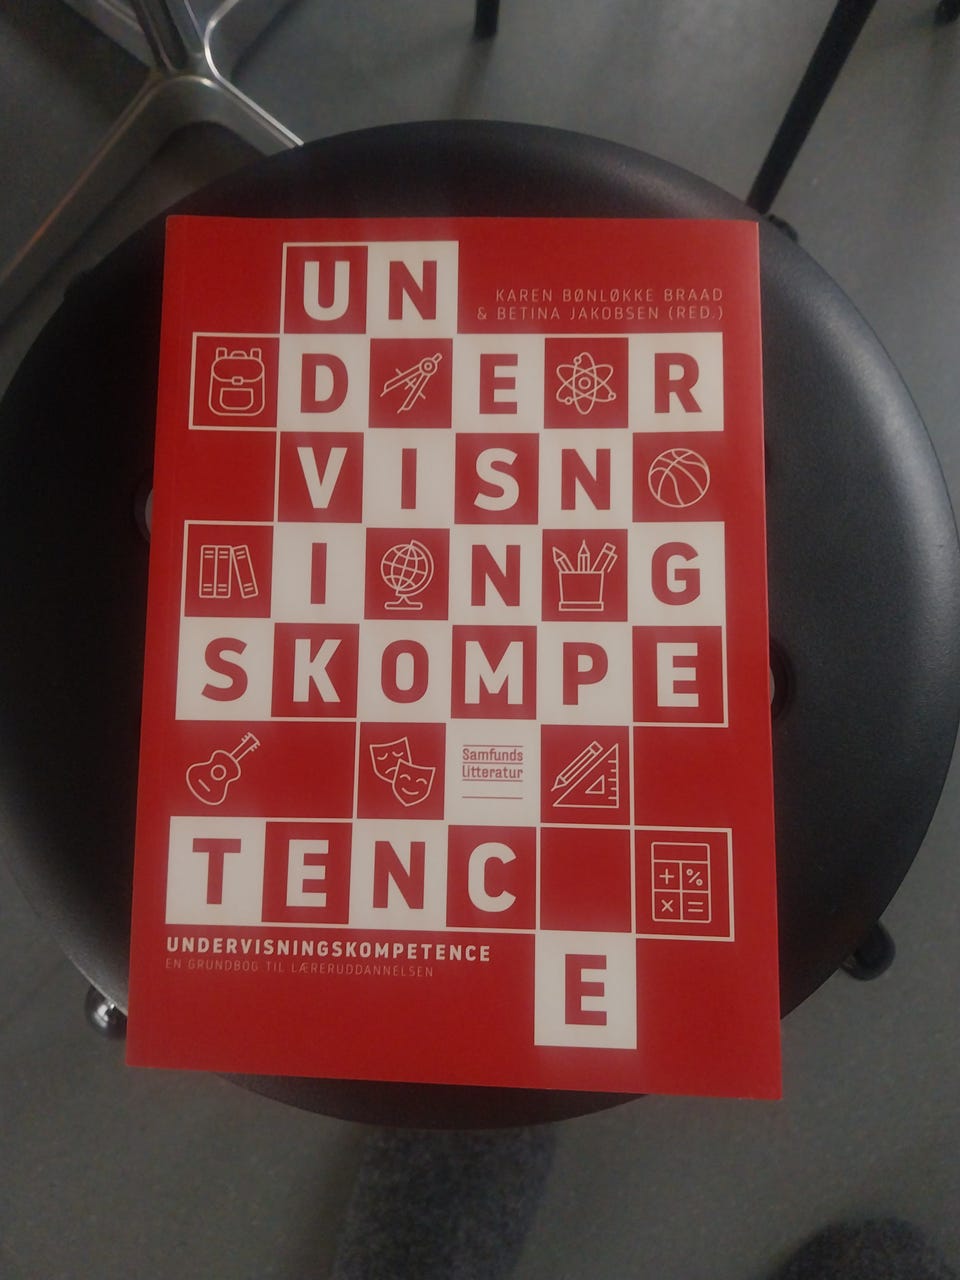 UN
KAREN BØNLØKKE BRAAD
& BETINA JAKOBSEN (RED.)
D E R
VISN
I N G
SKOMPE
Samfunds
litteratur
TENC
E
UNDERVISNINGSKOMPETENCE
EN GRUNDBOG TIL LÆRERUDDANNELSEN
+ %
× =